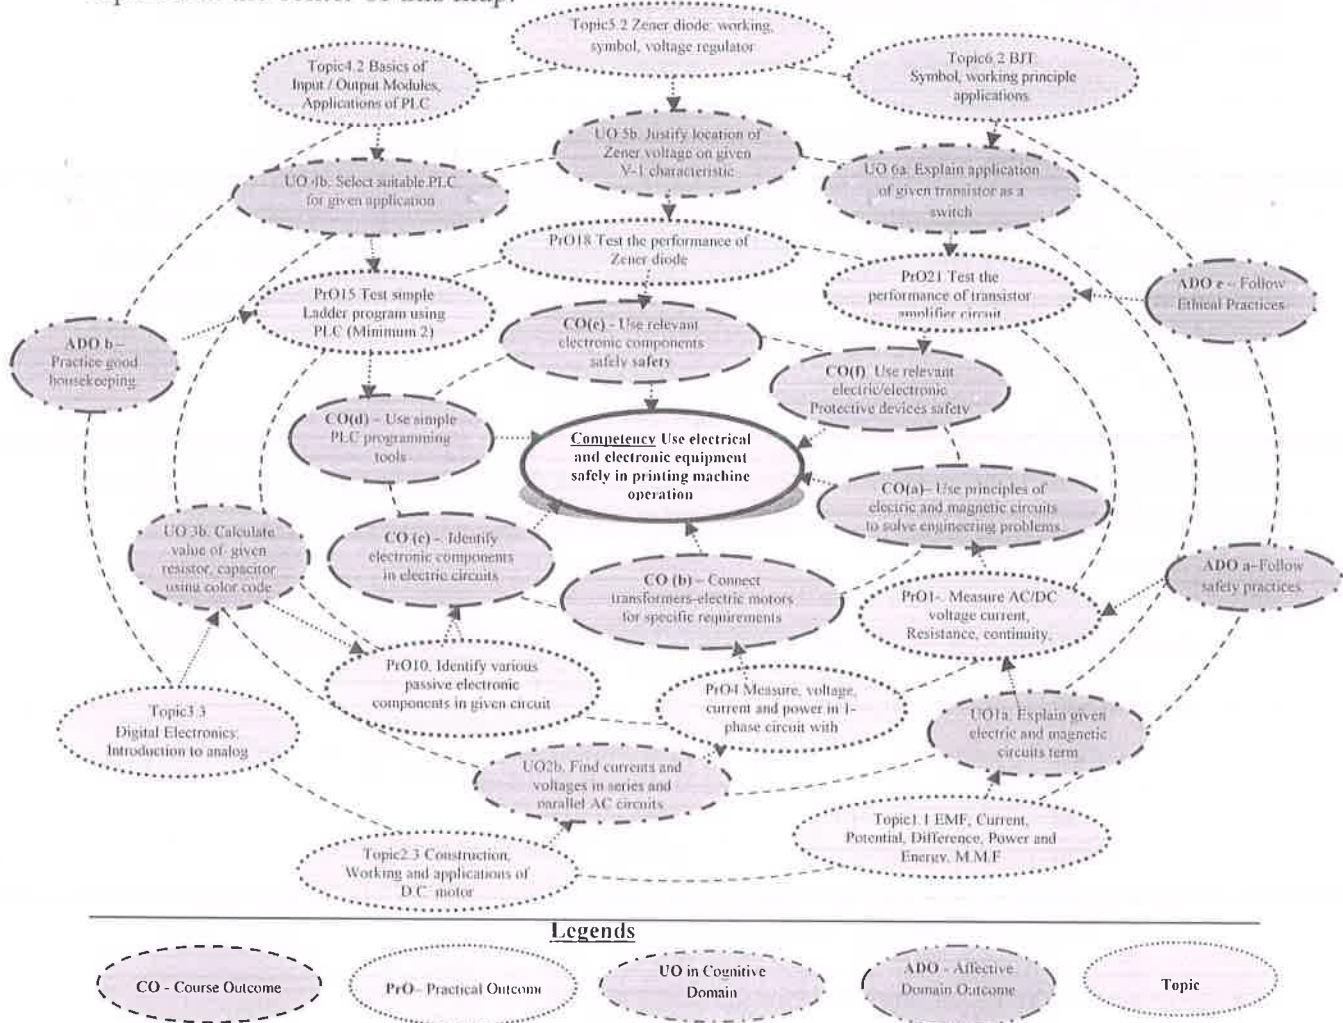 Topic5.2 Zener diode: working,
symbol, voltage regulator
Topic4.2 Basics of
Input / Output Modules,
Applications of PLC
Topic6.2 BJT:
Symbol, working principle
applications.
UO 5b. Justify location of
Zener voltage on given
V-1 characteristic
UO 4b. Select suitable PLC
for given application
UO 6a. Explain application
of given transistor as a
switch
PrO18 Test the performance of
Zener diode
PrO15 Test simple
Ladder program using
PLC (Minimum 2)
PrO21 Test the
performance of transistor
amplifier circuit
ADO e – Follow
Ethical Practices
ADO b –
Practice good
housekeeping.
CO(e) - Use relevant
electronic components
safely safety
CO(f). Use relevant
electric/electronic
Protective devices safety
CO(d) – Use simple
PLC programming
tools
Competency Use electrical
and electronic equipment
safely in printing machine
operation
CO(a)– Use principles of
electric and magnetic circuits
to solve engineering problems
UO 3b. Calculate
value of given
resistor, capacitor
using color code
CO (c) – Identify
electronic components
in electric circuits
CO (b) – Connect
transformers-electric motors
for specific requirements
PrO1-. Measure AC/DC
voltage current,
Resistance, continuity,
ADO a–Follow
safety practices.
PrO10. Identify various
passive electronic
components in given circuit
PrO4 Measure, voltage,
current and power in 1-
phase circuit with
Topic3.3
Digital Electronics:
Introduction to analog
UO1a. Explain given
electric and magnetic
circuits term
UO2b. Find currents and
voltages in series and
parallel AC circuits
Topic1.1 EMF, Current,
Potential, Difference, Power and
Energy, M.M.F
Topic2.3 Construction,
Working and applications of
D.C. motor
Legends
CO - Course Outcome
PrO– Practical Outcome
UO in Cognitive
Domain
ADO - Affective
Domain Outcome
Topic